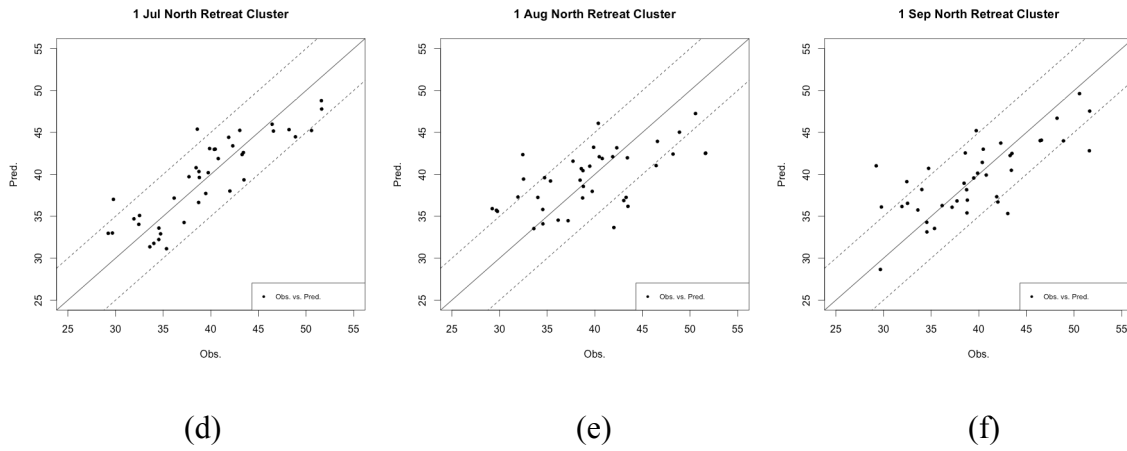 1 Jul North Retreat Cluster
55
50
45
40
35
30
25
Pred.
Obs. vs. Pred.
25 30 35 40 45 50 55
Obs.
(d)
1 Aug North Retreat Cluster
55
50
45
40
35
30
25
Pred.
Obs. vs. Pred.
25 30 35 40 45 50 55
Obs.
(e)
1 Sep North Retreat Cluster
55
50
45
40
35
30
25
Pred.
Obs. vs. Pred.
25 30 35 40 45 50 55
Obs.
(f)